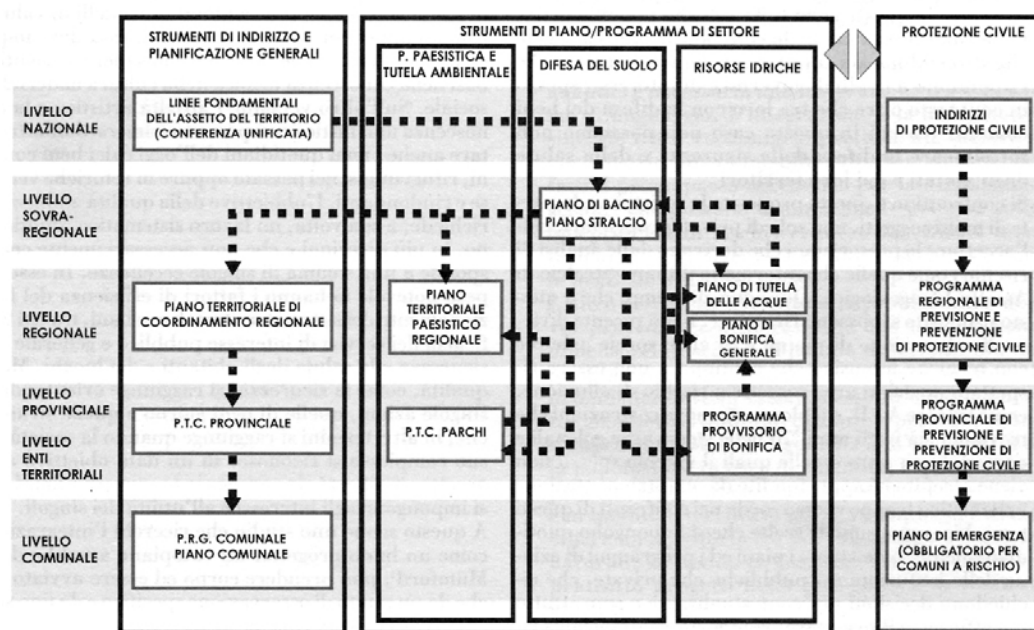 STRUMENTI DI INDIRIZZO E
PIANIFICAZIONE GENERALI
STRUMENTI DI PIANO/PROGRAMMA DI SETTORE
PROTEZIONE CIVILE
P. PAESISTICA E
TUTELA AMBIENTALE
DIFESA DEL SUOLO
RISORSE IDRICHE
LIVELLO
NAZIONALE
LINEE FONDAMENTALI
DELL'ASSETTO DEL TERRITORIO
(CONFERENZA UNIFICATA)
INDIRIZZI
DI PROTEZIONE CIVILE
LIVELLO
SOVRA-
REGIONALE
PIANO DI BACINO
PIANO STRALCIO
LIVELLO
REGIONALE
PIANO TERRITORIALE DI
COORDINAMENTO REGIONALE
PIANO
TERRITORIALE
PAESISTICO
REGIONALE
PIANO DI TUTELA
DELLE ACQUE
PIANO DI BONIFICA
GENERALE
PROGRAMMA
REGIONALE DI
PREVISIONE E
PREVENZIONE
DI PROTEZIONE CIVILE
LIVELLO
PROVINCIALE
LIVELLO
ENTI
TERRITORIALI
P.T.C. PROVINCIALE
P.T.C. PARCHI
PROGRAMMA
PROVVISORIO
DI BONIFICA
PROGRAMMA
PROVINCIALE DI
PREVISIONE E
PREVENZIONE DI
PROTEZIONE CIVILE
LIVELLO
COMUNALE
P.R.G. COMUNALE
PIANO COMUNALE
PIANO DI EMERGENZA
(OBBLIGATORIO PER
COMUNI A RISCHIO)